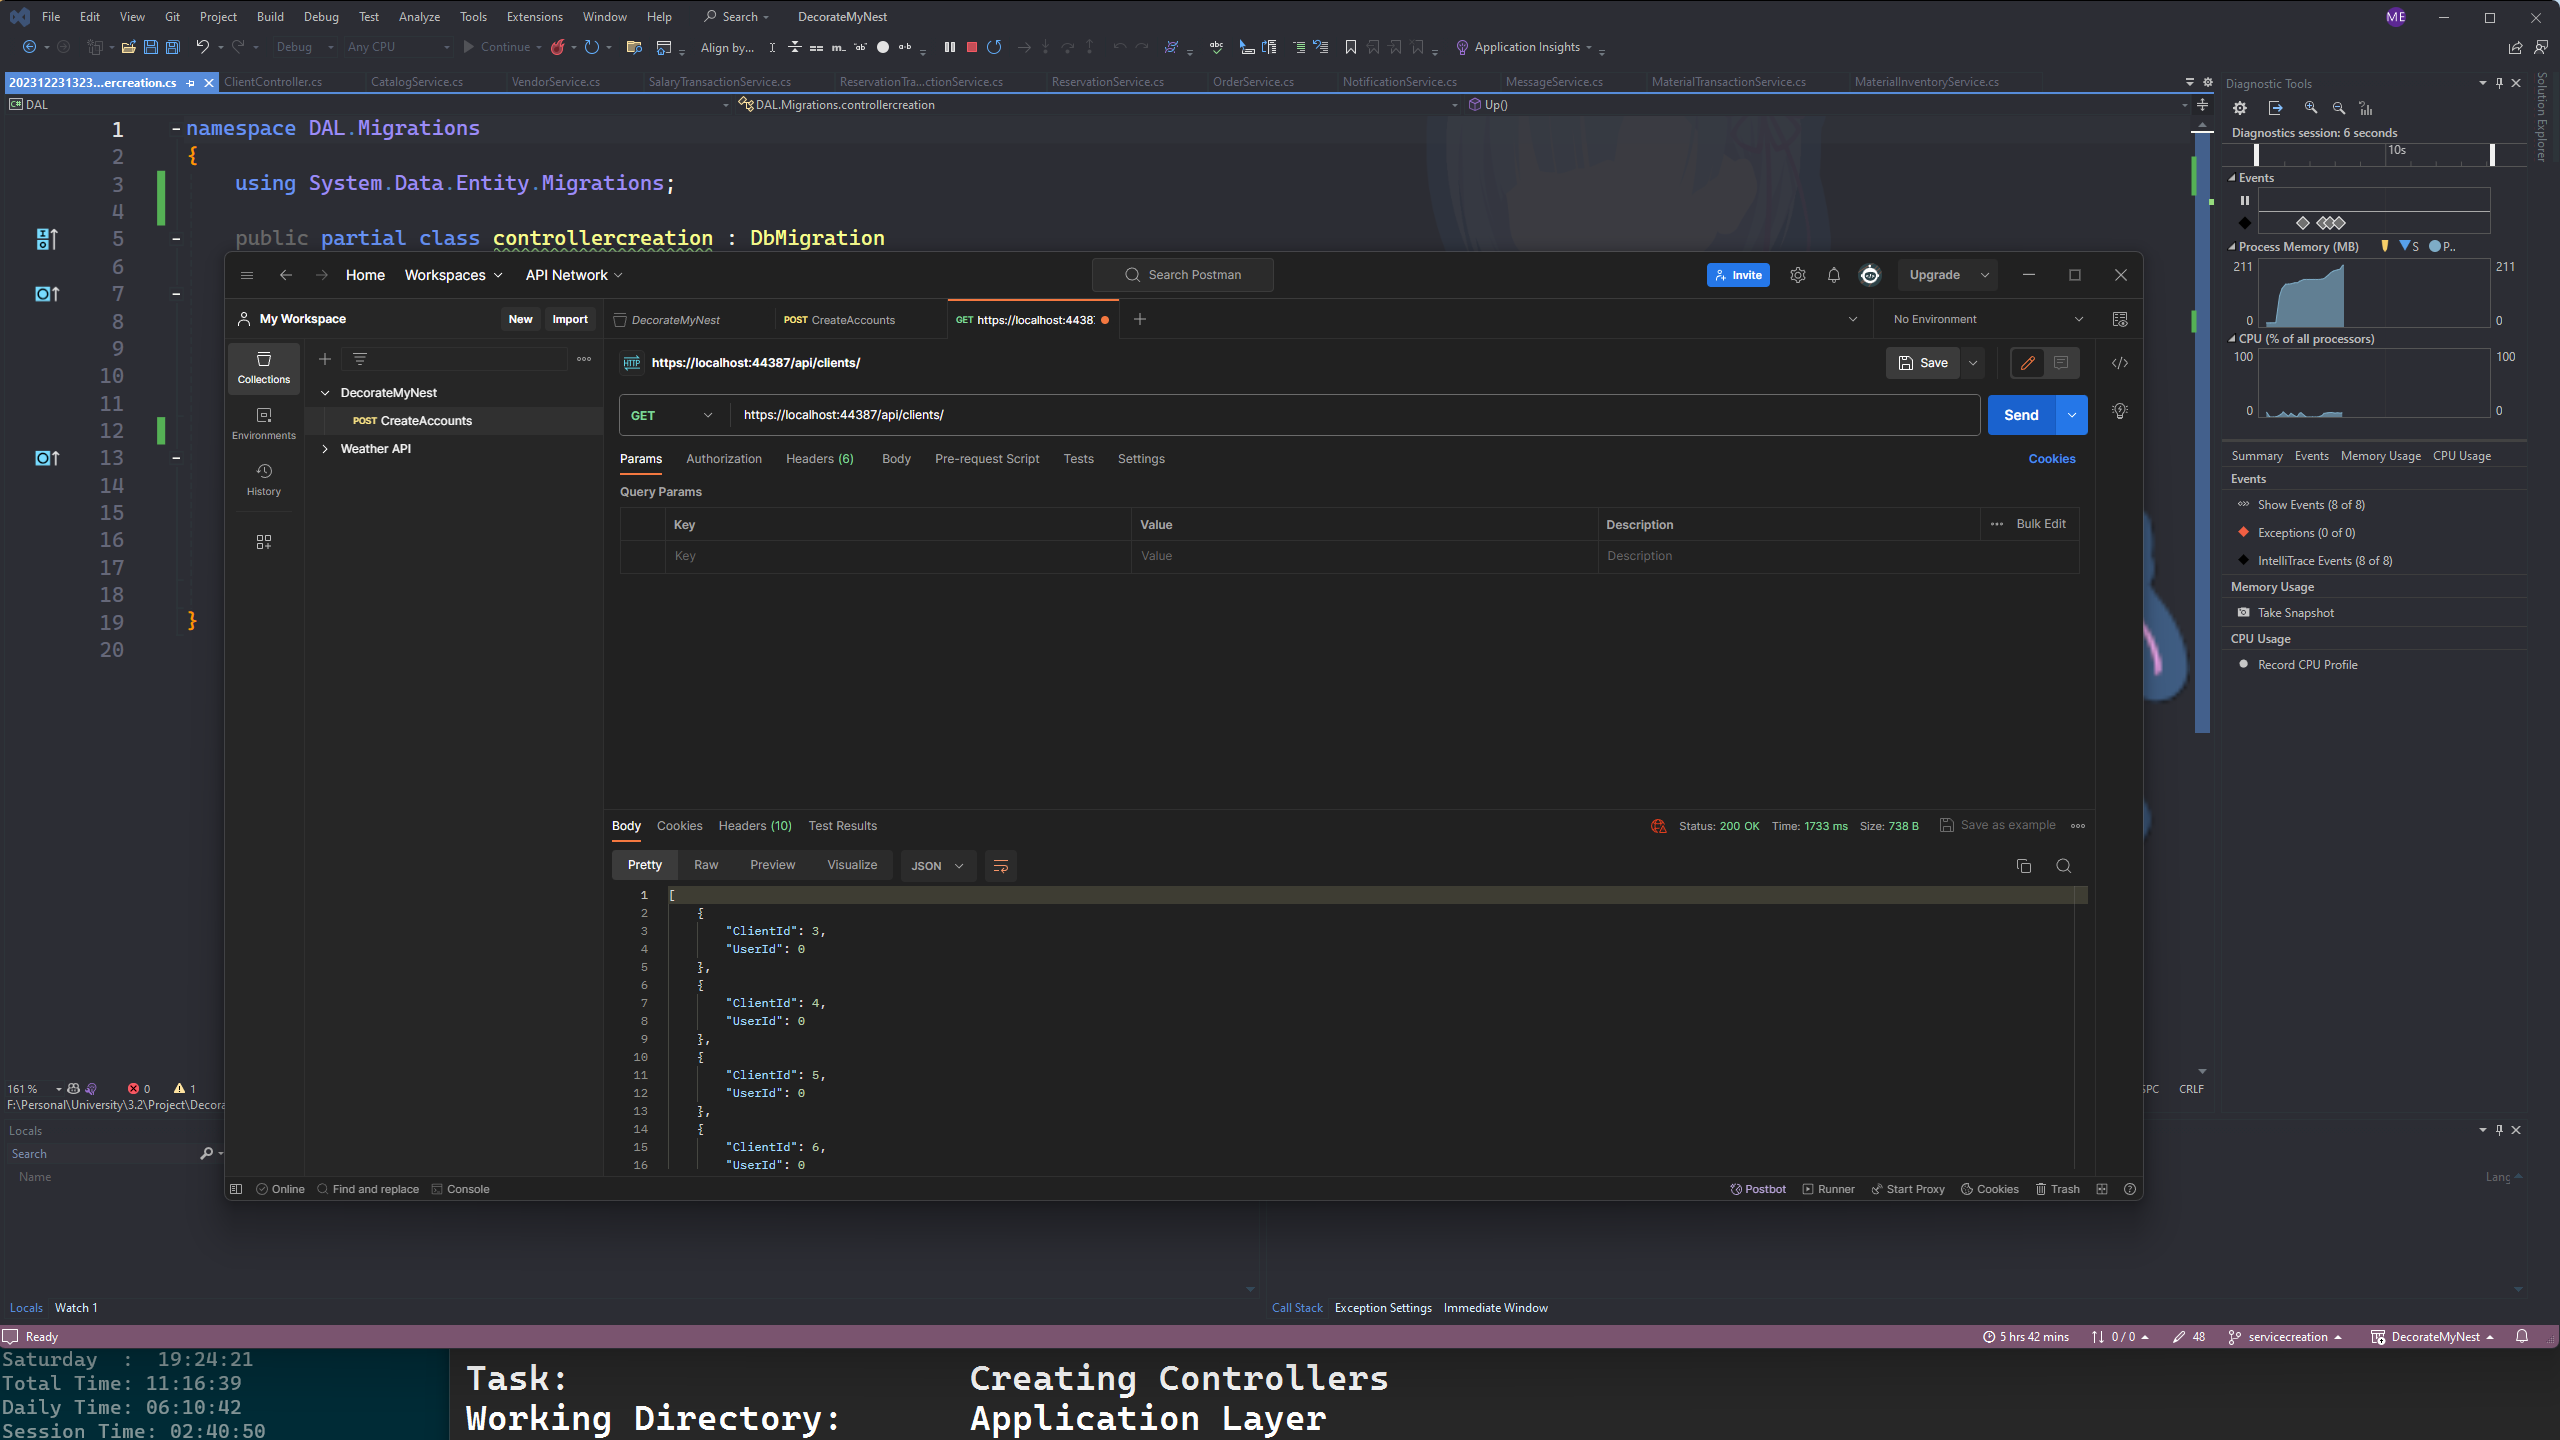 File Edit View Git Project Build Debug Test Analyze Tools Extensions Window Help Search DecorateMyNest ME
Debug Any CPU Continue Align by... Application Insights
202312231323...ercreation.cs ClientController.cs CatalogService.cs VendorService.cs SalaryTransactionService.cs ReservationTra...ctionService.cs ReservationService.cs OrderService.cs NotificationService.cs MessageService.cs MaterialTransactionService.cs MaterialInventoryService.cs
DAL DAL.Migrations.controllercreation Up()
1 namespace DAL.Migrations
2 {
3 using System.Data.Entity.Migrations;
4
5 public partial class controllercreation : DbMigration
6
7
8
9
10
11
12
13
14
15
16
17
18
19 }
20
Home Workspaces API Network Search Postman Invite Upgrade
My Workspace New Import DecorateMyNest POST CreateAccounts GET https://localhost:4438 No Environment
Collections
Environments
History
DecorateMyNest
POST CreateAccounts
Weather API
HTTP https://localhost:44387/api/clients/ Save
GET https://localhost:44387/api/clients/ Send
Params Authorization Headers (6) Body Pre-request Script Tests Settings Cookies
Query Params
Key Value Description Bulk Edit
Key Value Description
Body Cookies Headers (10) Test Results Status: 200 OK Time: 1733 ms Size: 738 B Save as example
Pretty Raw Preview Visualize JSON
1 [
2 {
3 "ClientId": 3,
4 "UserId": 0
5 },
6 {
7 "ClientId": 4,
8 "UserId": 0
9 },
10 {
11 "ClientId": 5,
12 "UserId": 0
13 },
14 {
15 "ClientId": 6,
16 "UserId": 0
Online Find and replace Console Postbot Runner Start Proxy Cookies Trash
Diagnostic Tools
Solution Explorer
Diagnostics session: 6 seconds
10s
Events
Process Memory (MB) S P..
211 211
0 0
CPU (% of all processors)
100 100
0 0
Summary Events Memory Usage CPU Usage
Events
Show Events (8 of 8)
Exceptions (0 of 0)
IntelliTrace Events (8 of 8)
Memory Usage
Take Snapshot
CPU Usage
Record CPU Profile
161 % 0 1 SPC CRLF
F:\Personal\University\3.2\Project\Decora
Locals
Search
Name Lang
Locals Watch 1 Call Stack Exception Settings Immediate Window
Ready 5 hrs 42 mins 0 / 0 48 servicecreation DecorateMyNest
Saturday : 19:24:21
Total Time: 11:16:39
Daily Time: 06:10:42
Session Time: 02:40:50
Task: Creating Controllers
Working Directory: Application Layer